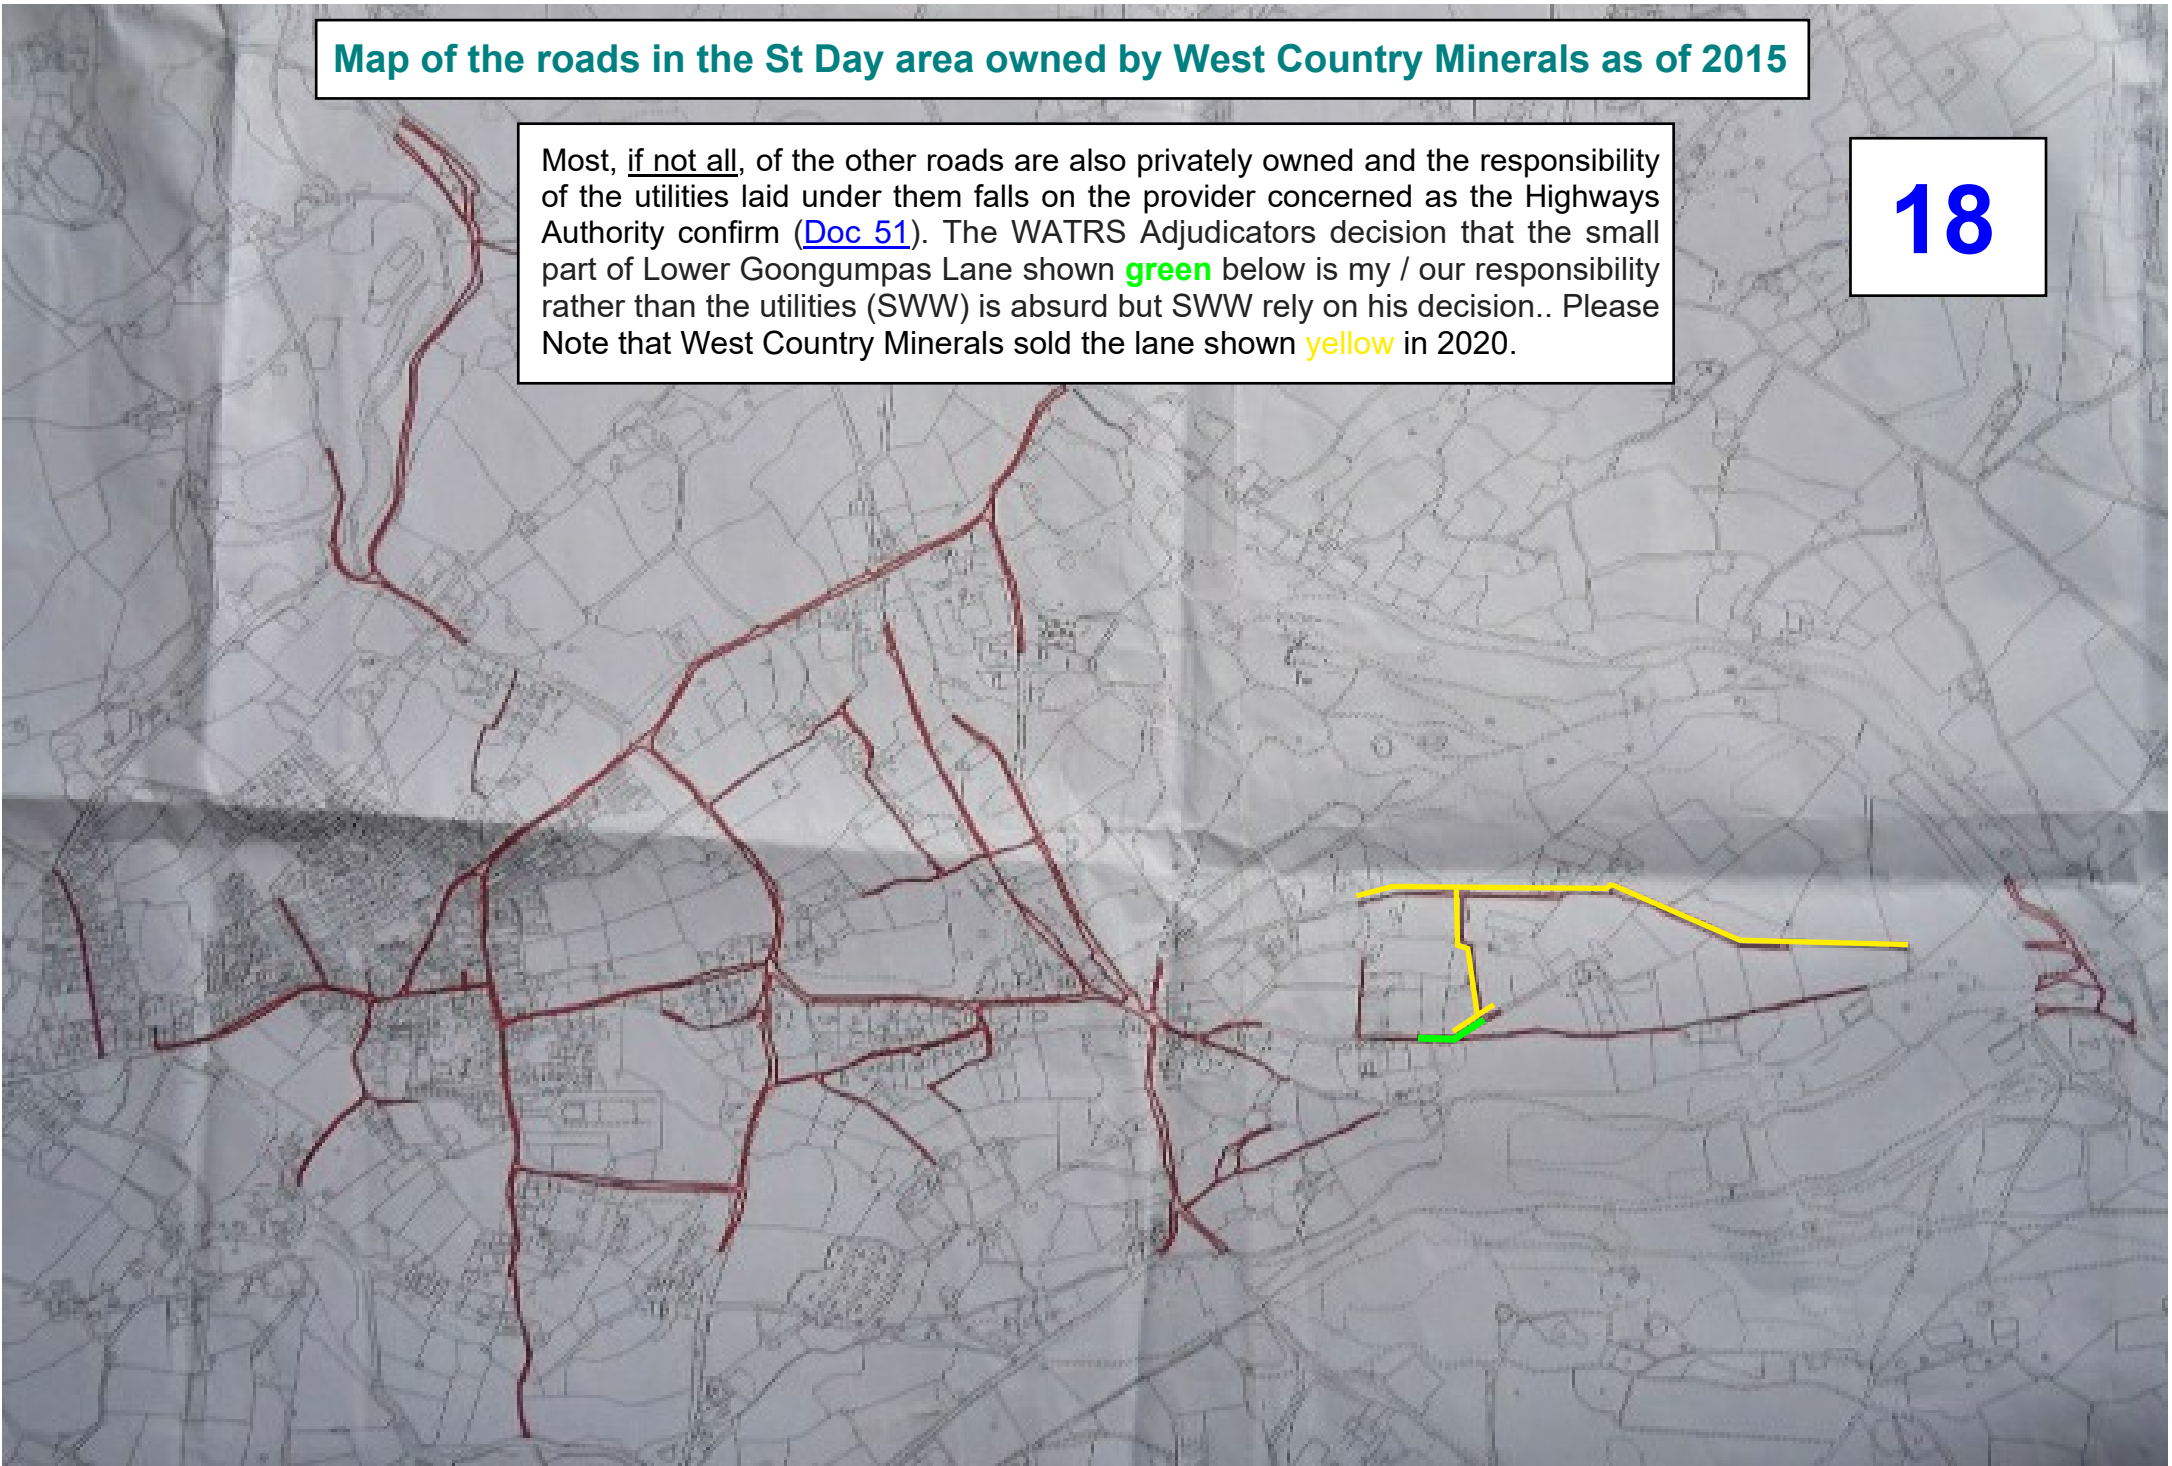 Map of the roads in the St Day area owned by West Country Minerals as of 2015
Most, if not all, of the other roads are also privately owned and the responsibility
of the utilities laid under them falls on the provider concerned as the Highways
Authority confirm (Doc 51). The WATRS Adjudicators decision that the small
part of Lower Goongumpas Lane shown green below is my / our responsibility
rather than the utilities (SWW) is absurd but SWW rely on his decision.. Please
Note that West Country Minerals sold the lane shown yellow in 2020.
18